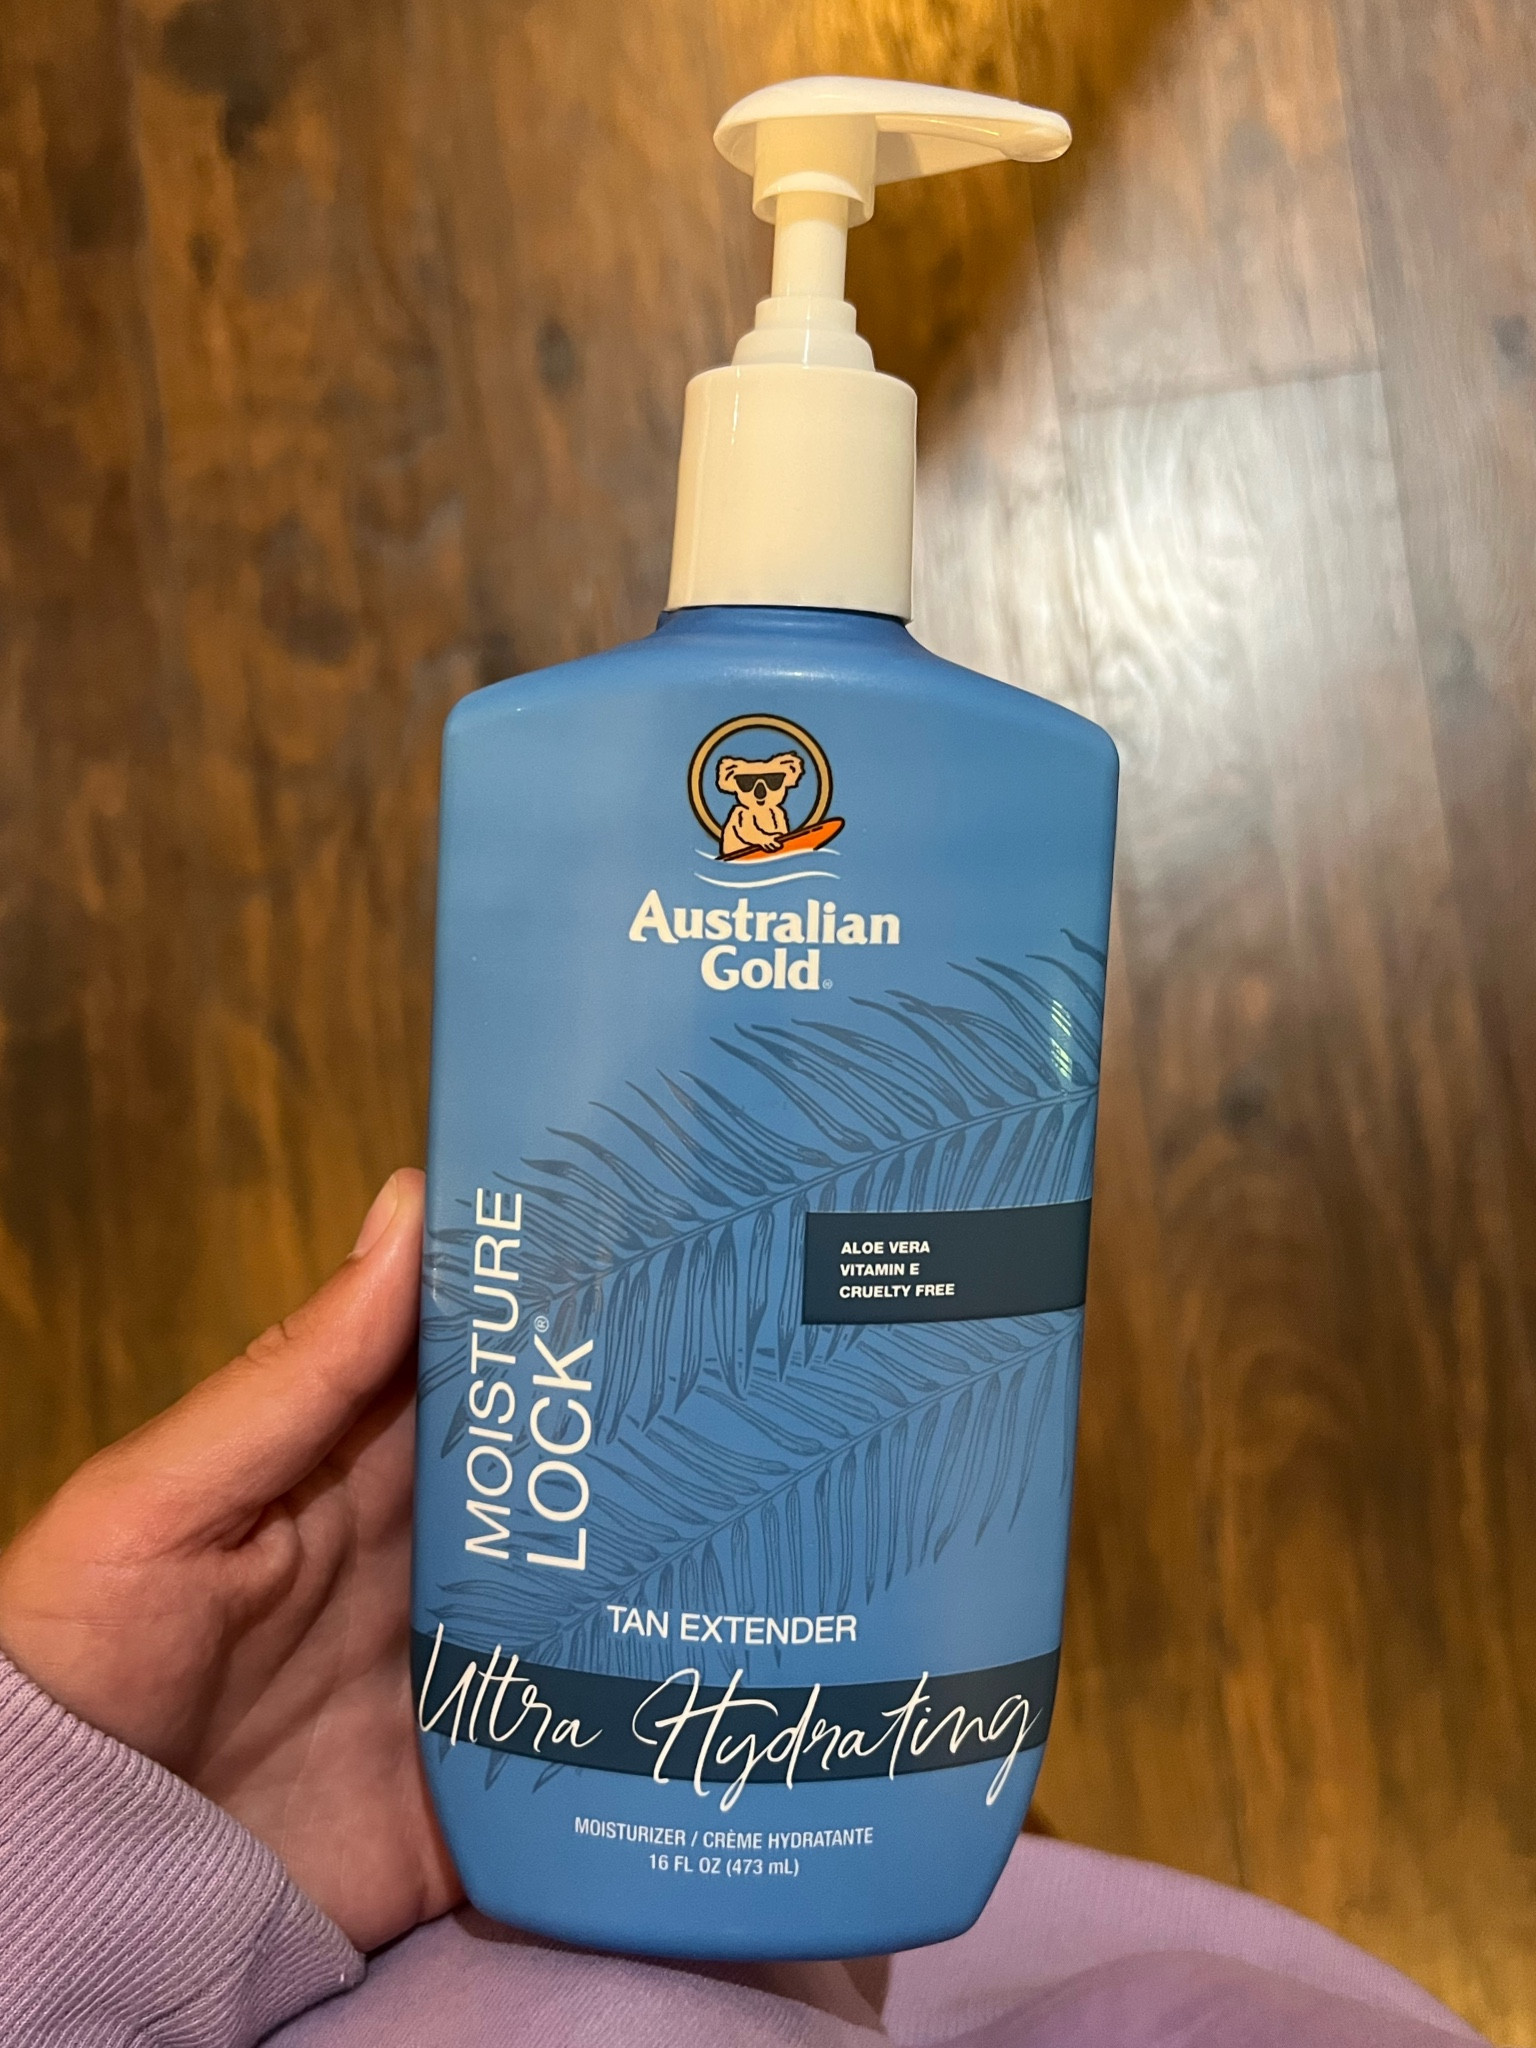 Australian
Gold®
ALOE VERA
VITAMIN E
CRUELTY FREE
MOISTURE
LOCK®
TAN EXTENDER
Ultra Hydrating
MOISTURIZER / CRÈME HYDRATANTE
16 FL OZ (473 mL)